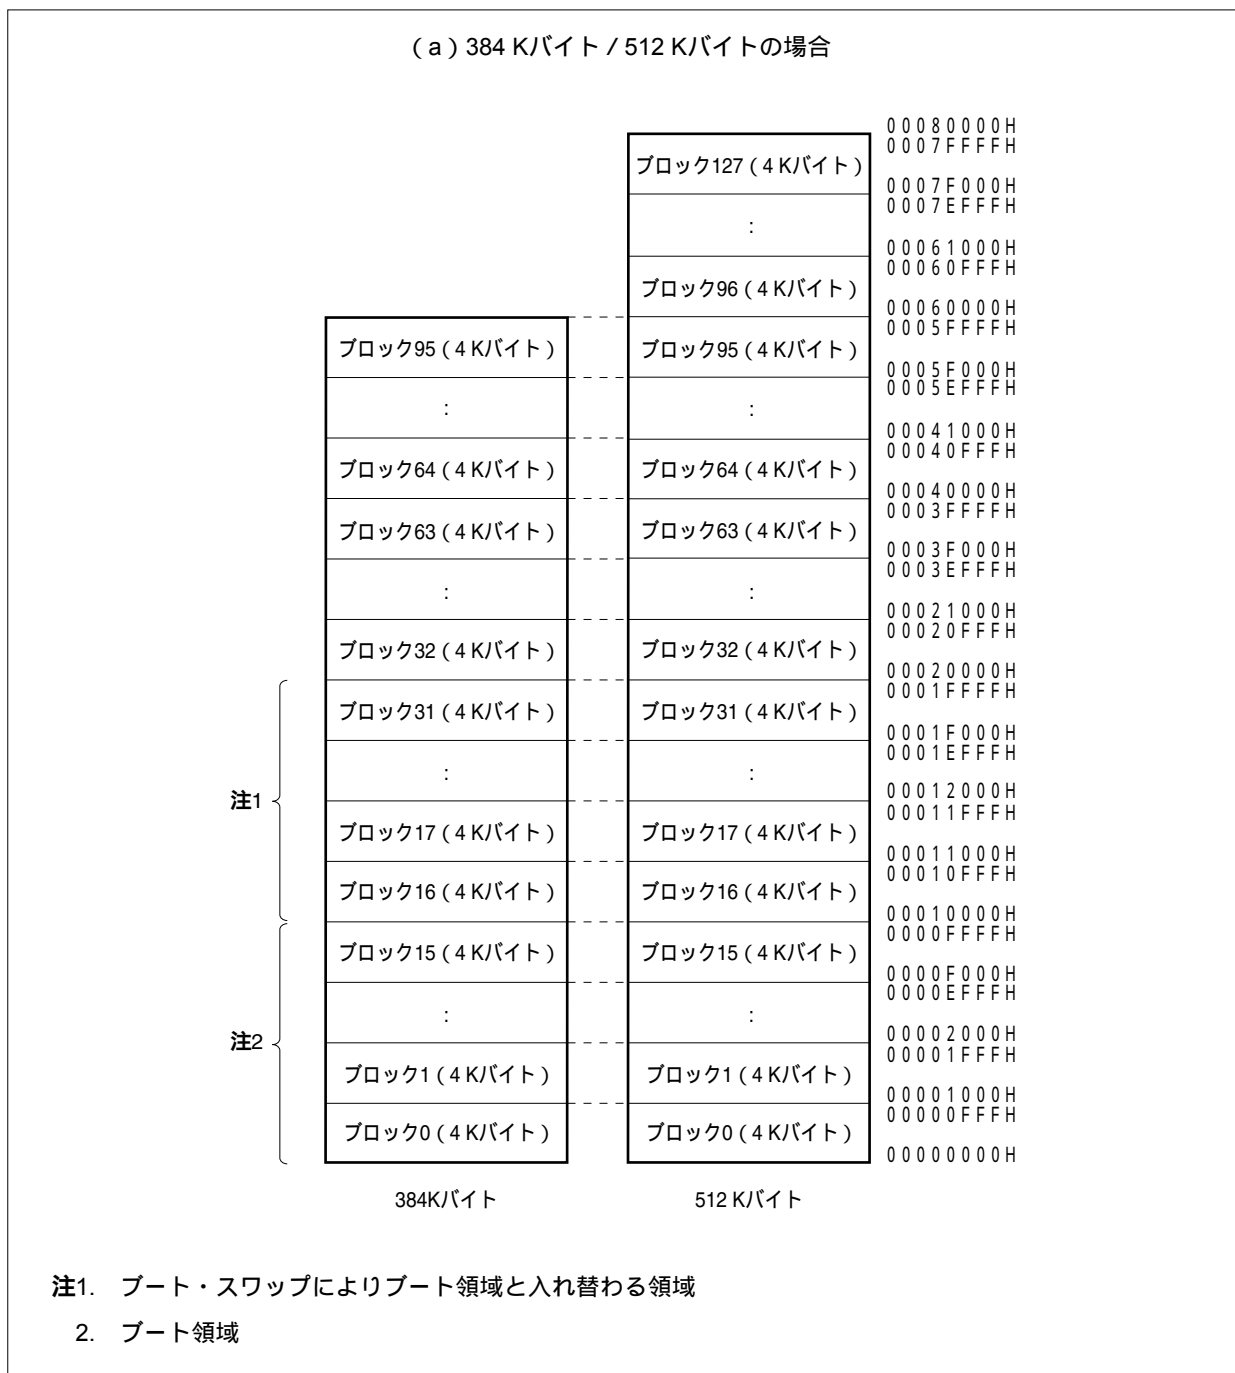 (a)384 Kバイト/512 Kバイトの場合
00080000H
0007FFFFH
ブロック127(4 Kバイト)
0007F000H
0007EFFFH
:
00061000H
00060FFFH
ブロック96(4 Kバイト)
00060000H
0005FFFFH
ブロック95(4 Kバイト) ブロック95(4 Kバイト)
0005F000H
0005EFFFH
: :
00041000H
00040FFFH
ブロック64(4 Kバイト) ブロック64(4 Kバイト)
00040000H
0003FFFFH
ブロック63(4 Kバイト) ブロック63(4 Kバイト)
0003F000H
0003EFFFH
: :
00021000H
00020FFFH
ブロック32(4 Kバイト) ブロック32(4 Kバイト)
00020000H
0001FFFFH
ブロック31(4 Kバイト) ブロック31(4 Kバイト)
0001F000H
0001EFFFH
: :
注1
00012000H
00011FFFH
ブロック17(4 Kバイト) ブロック17(4 Kバイト)
00011000H
00010FFFH
ブロック16(4 Kバイト) ブロック16(4 Kバイト)
00010000H
0000FFFFH
ブロック15(4 Kバイト) ブロック15(4 Kバイト)
0000F000H
0000EFFFH
: :
注2
00002000H
00001FFFH
ブロック1(4 Kバイト) ブロック1(4 Kバイト)
00001000H
00000FFFH
ブロック0(4 Kバイト) ブロック0(4 Kバイト)
00000000H
384Kバイト 512 Kバイト
注1. ブート・スワップによりブート領域と入れ替わる領域
2. ブート領域